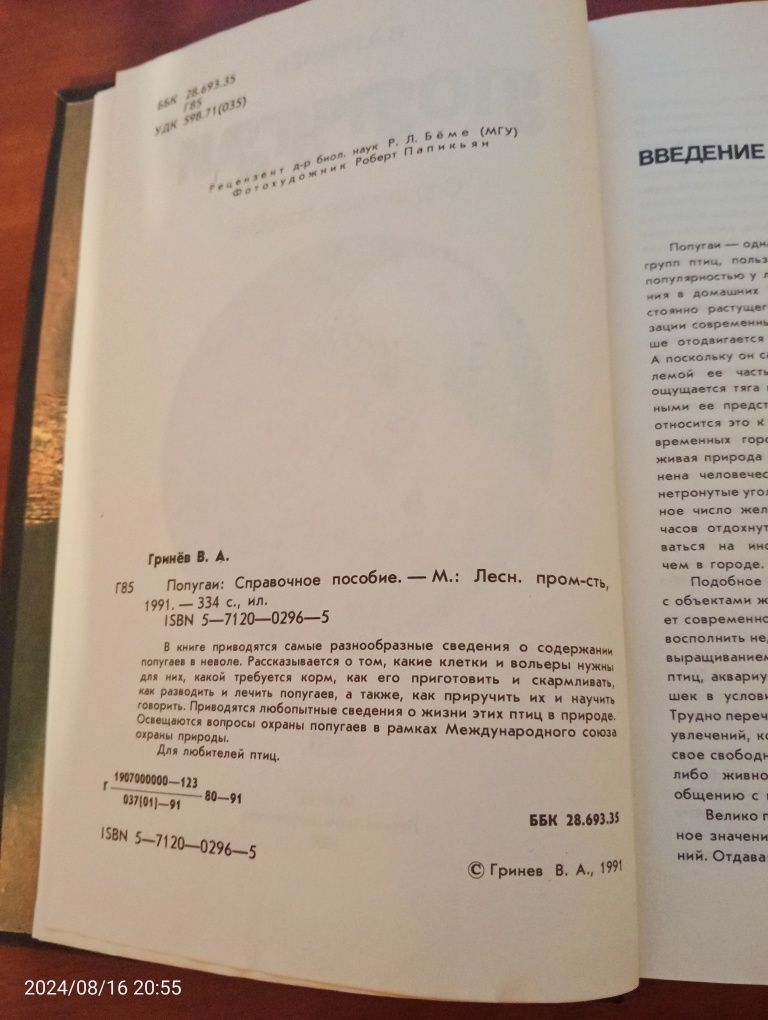 ББК 28.693.35
Г85
УДК 598.71(035)
Рецензент д-р биол. наук Р. Л. Бёме (МГУ)
Фотохудожник Роберт Папикьян
Гринёв В. А.
Г85 Попугаи: Справочное пособие. — М.: Лесн. пром-сть,
1991. — 334 с., ил.
ISBN 5—7120—0296—5
В книге приводятся самые разнообразные сведения о содержании
попугаев в неволе. Рассказывается о том, какие клетки и вольеры нужны
для них, какой требуется корм, как его приготовить и скармливать,
как разводить и лечить попугаев, а также, как приручить их и научить
говорить. Приводятся любопытные сведения о жизни этих птиц в природе.
Освещаются вопросы охраны попугаев в рамках Международного союза
охраны природы.
Для любителей птиц.
Г 1907000000—123
037(01)—91 80—91
ББК 28.693.35
ISBN 5—7120—0296—5
© Гринев В. А., 1991
ВВЕДЕНИЕ
Попугаи — одн
групп птиц, польз
популярностью у л
ния в домашних
стоянно растущег
зации современны
ше отодвигается
А поскольку он са
лемой ее часть
ощущается тяга
ными ее предст
относится это к
временных горо
живая природа
нена человечес
нетронутые угол
ное число жел
часов отдохнут
ваться на ино
чем в городе.
Подобное
с объектами ж
ет современно
восполнить не
выращиванием
птиц, аквариу
шек в услови
Трудно переч
увлечений, ко
свое свободн
либо живно
общению с
Велико п
ное значени
ний. Отдава
2024/08/16 20:55